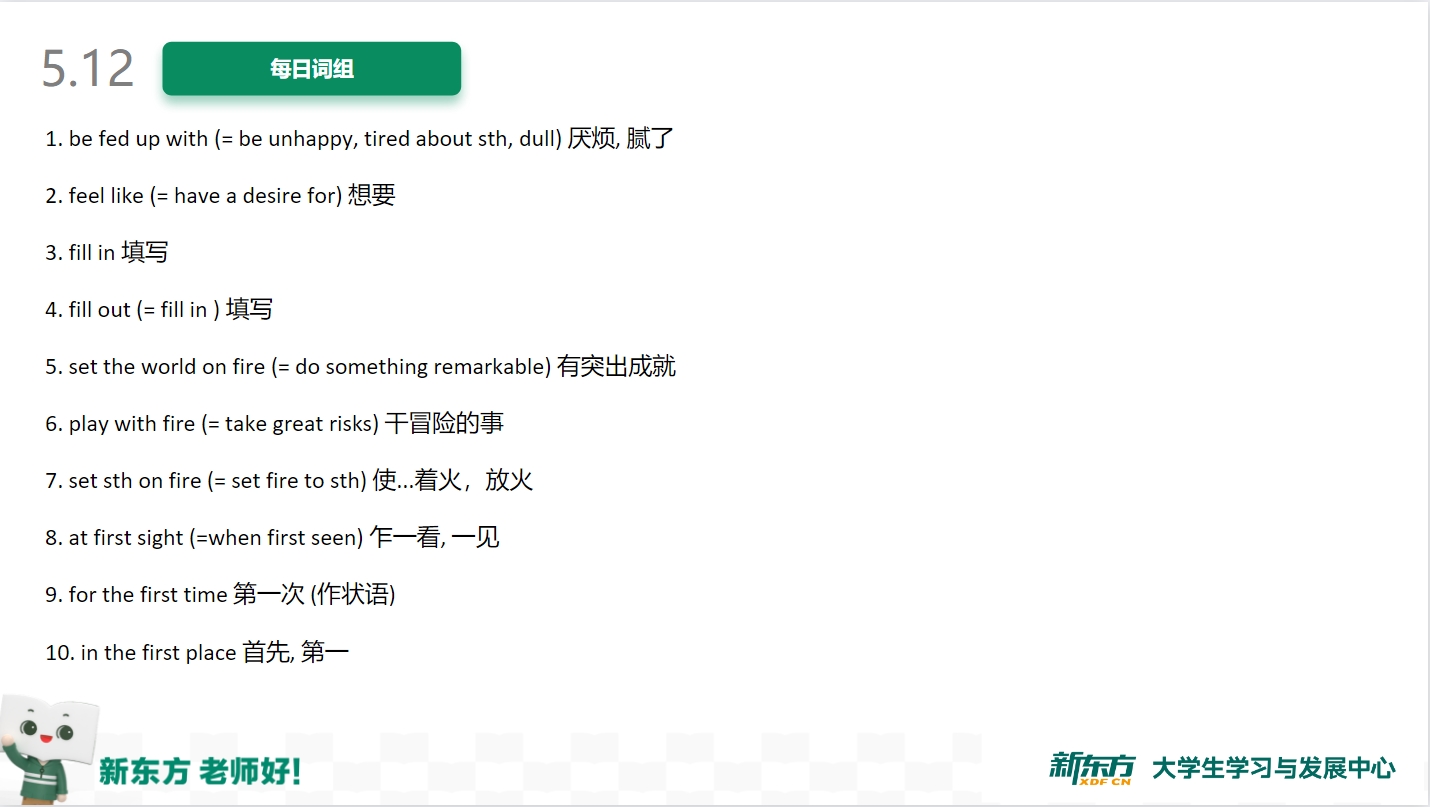 5.12
每日词组
1. be fed up with (= be unhappy, tired about sth, dull) 厌烦, 腻了
2. feel like (= have a desire for) 想要
3. fill in 填写
4. fill out (= fill in ) 填写
5. set the world on fire (= do something remarkable) 有突出成就
6. play with fire (= take great risks) 干冒险的事
7. set sth on fire (= set fire to sth) 使...着火，放火
8. at first sight (=when first seen) 乍一看, 一见
9. for the first time 第一次 (作状语)
10. in the first place 首先, 第一
新东方 老师好!
新东方 XDF.CN 大学生学习与发展中心